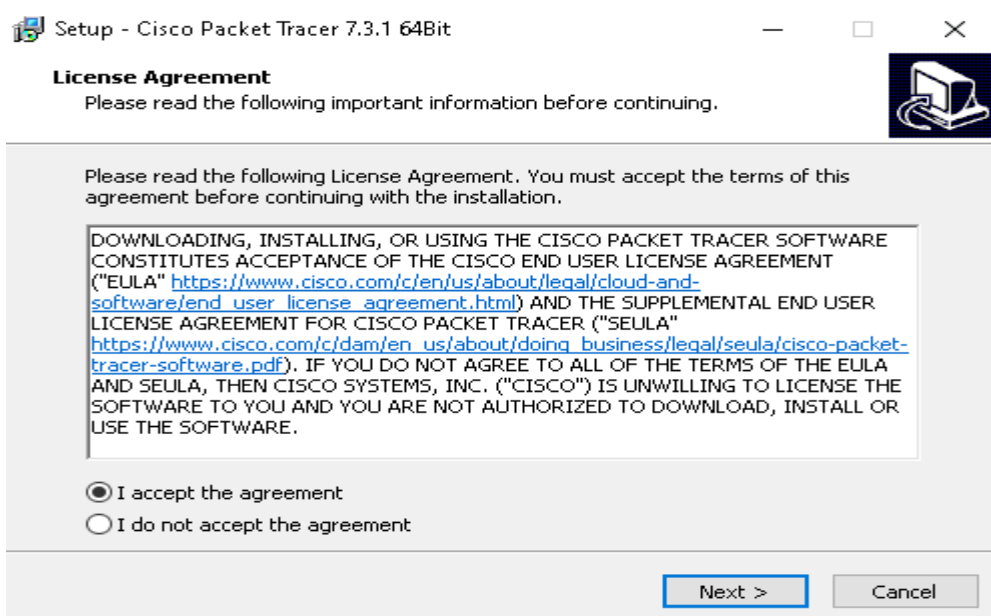 Setup - Cisco Packet Tracer 7.3.1 64Bit
License Agreement
Please read the following important information before continuing.
Please read the following License Agreement. You must accept the terms of this
agreement before continuing with the installation.
DOWNLOADING, INSTALLING, OR USING THE CISCO PACKET TRACER SOFTWARE
CONSTITUTES ACCEPTANCE OF THE CISCO END USER LICENSE AGREEMENT
("EULA" https://www.cisco.com/c/en/us/about/legal/cloud-and-
software/end_user_license_agreement.html) AND THE SUPPLEMENTAL END USER
LICENSE AGREEMENT FOR CISCO PACKET TRACER ("SEULA"
https://www.cisco.com/c/dam/en_us/about/doing_business/legal/seula/cisco-packet-
tracer-software.pdf). IF YOU DO NOT AGREE TO ALL OF THE TERMS OF THE EULA
AND SEULA, THEN CISCO SYSTEMS, INC. ("CISCO") IS UNWILLING TO LICENSE THE
SOFTWARE TO YOU AND YOU ARE NOT AUTHORIZED TO DOWNLOAD, INSTALL OR
USE THE SOFTWARE.
I accept the agreement
I do not accept the agreement
Next >
Cancel